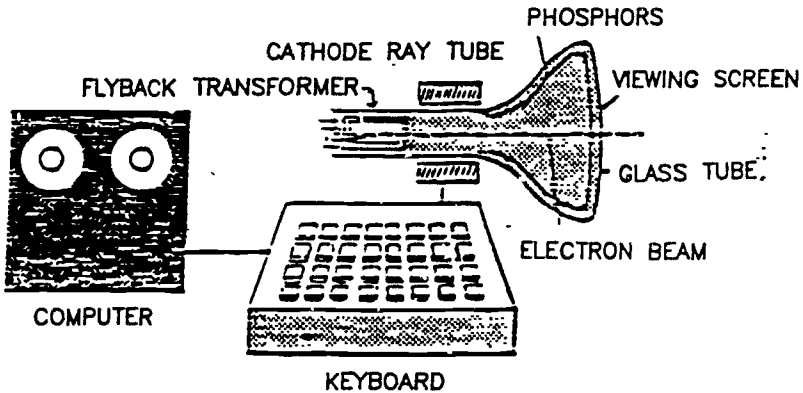 PHOSPHORS
CATHODE RAY TUBE
FLYBACK TRANSFORMER
VIEWING SCREEN
GLASS TUBE
ELECTRON BEAM
COMPUTER
KEYBOARD